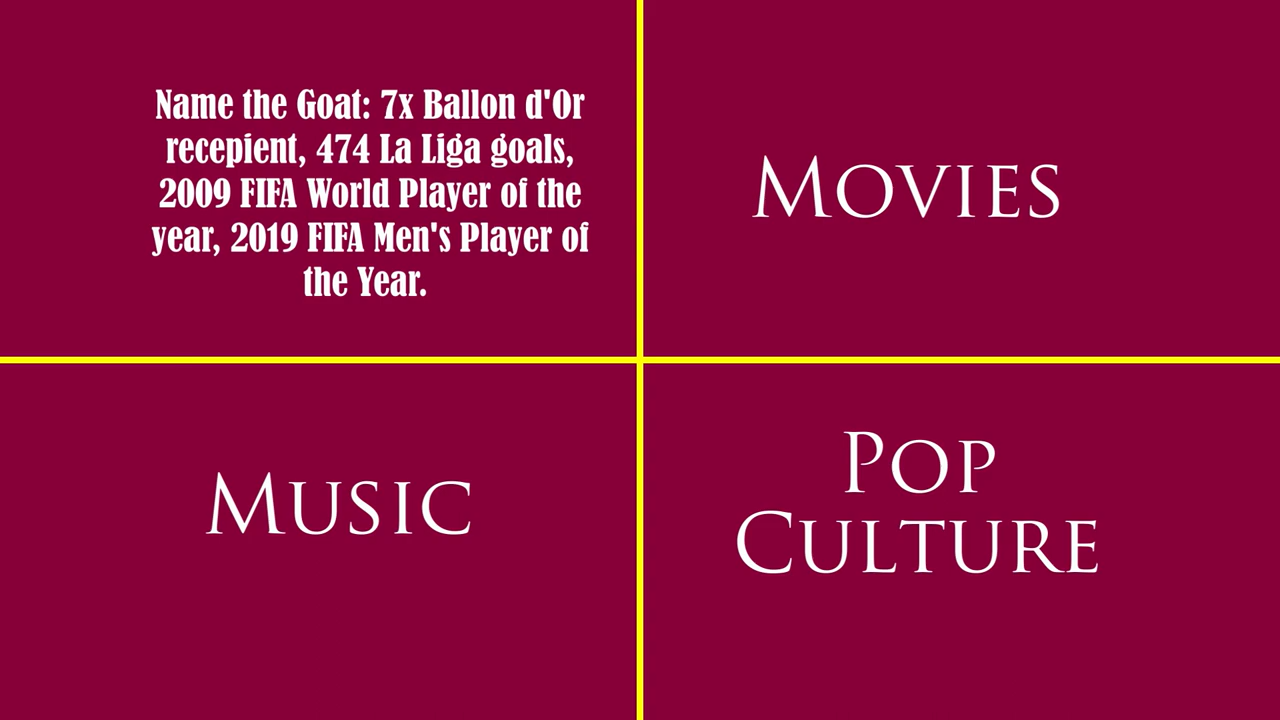 Name the Goat: 7x Ballon d'Or
recepient, 474 La Liga goals,
2009 FIFA World Player of the
year, 2019 FIFA Men's Player of
the Year.
MOVIES
MUSIC
POP
CULTURE